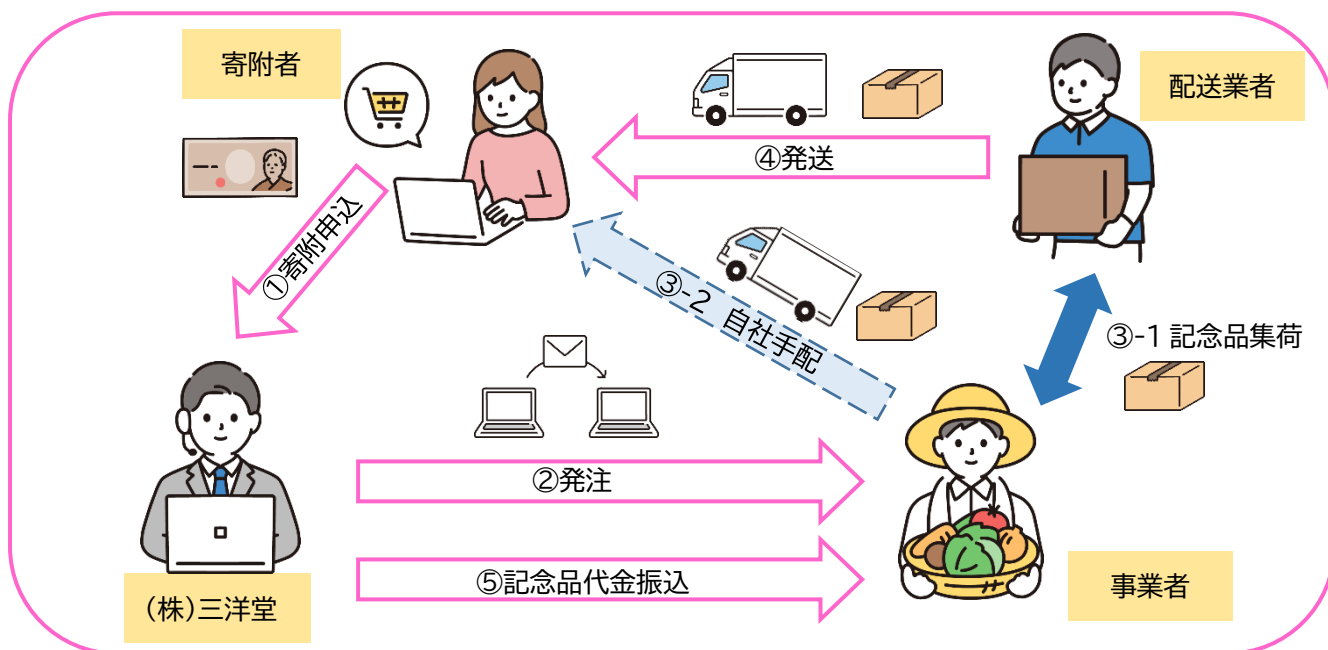 寄附者
配送業者
④発送
①寄附申込
③-2 自社手配
③-1 記念品集荷
②発注
⑤記念品代金振込
事業者
(株)三洋堂